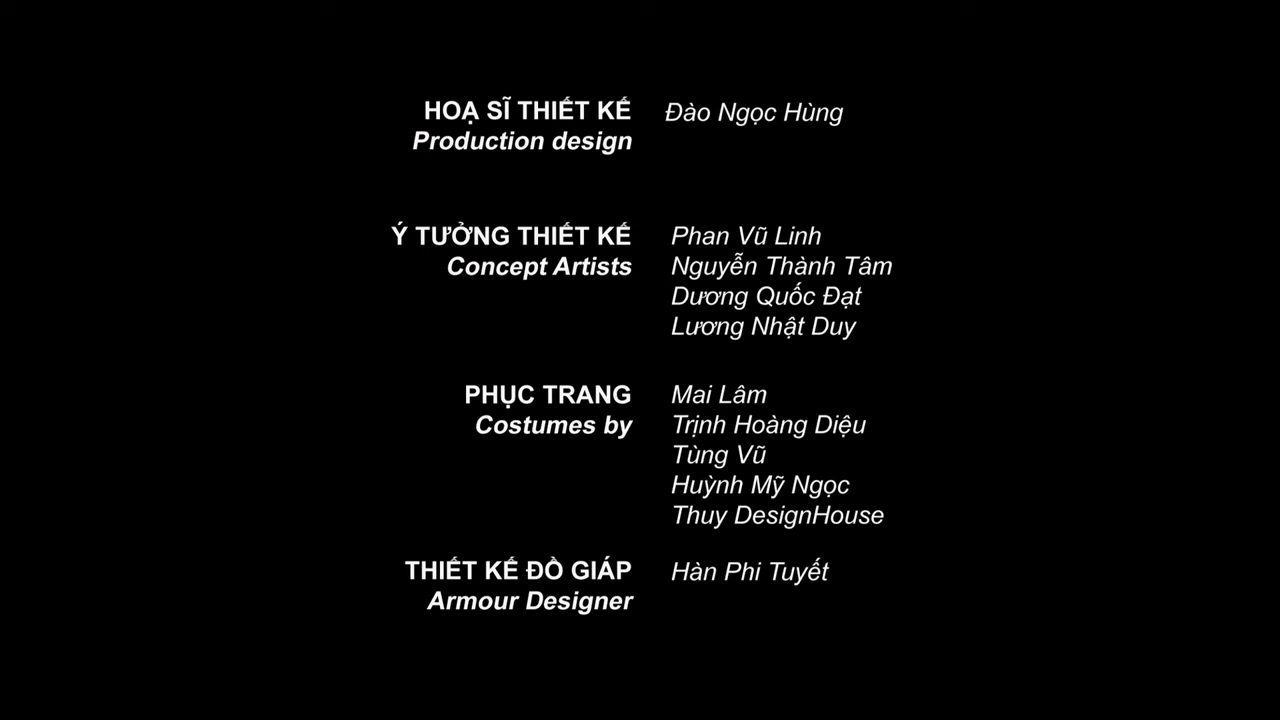 HOẠ SĨ THIẾT KẾ Đào Ngọc Hùng
Production design
Ý TƯỞNG THIẾT KẾ Phan Vũ Linh
Concept Artists Nguyễn Thành Tâm
Dương Quốc Đạt
Lương Nhật Duy
PHỤC TRANG Mai Lâm
Costumes by Trịnh Hoàng Diệu
Tùng Vũ
Huỳnh Mỹ Ngọc
Thuy DesignHouse
THIẾT KẾ ĐỒ GIÁP Hàn Phi Tuyết
Armour Designer